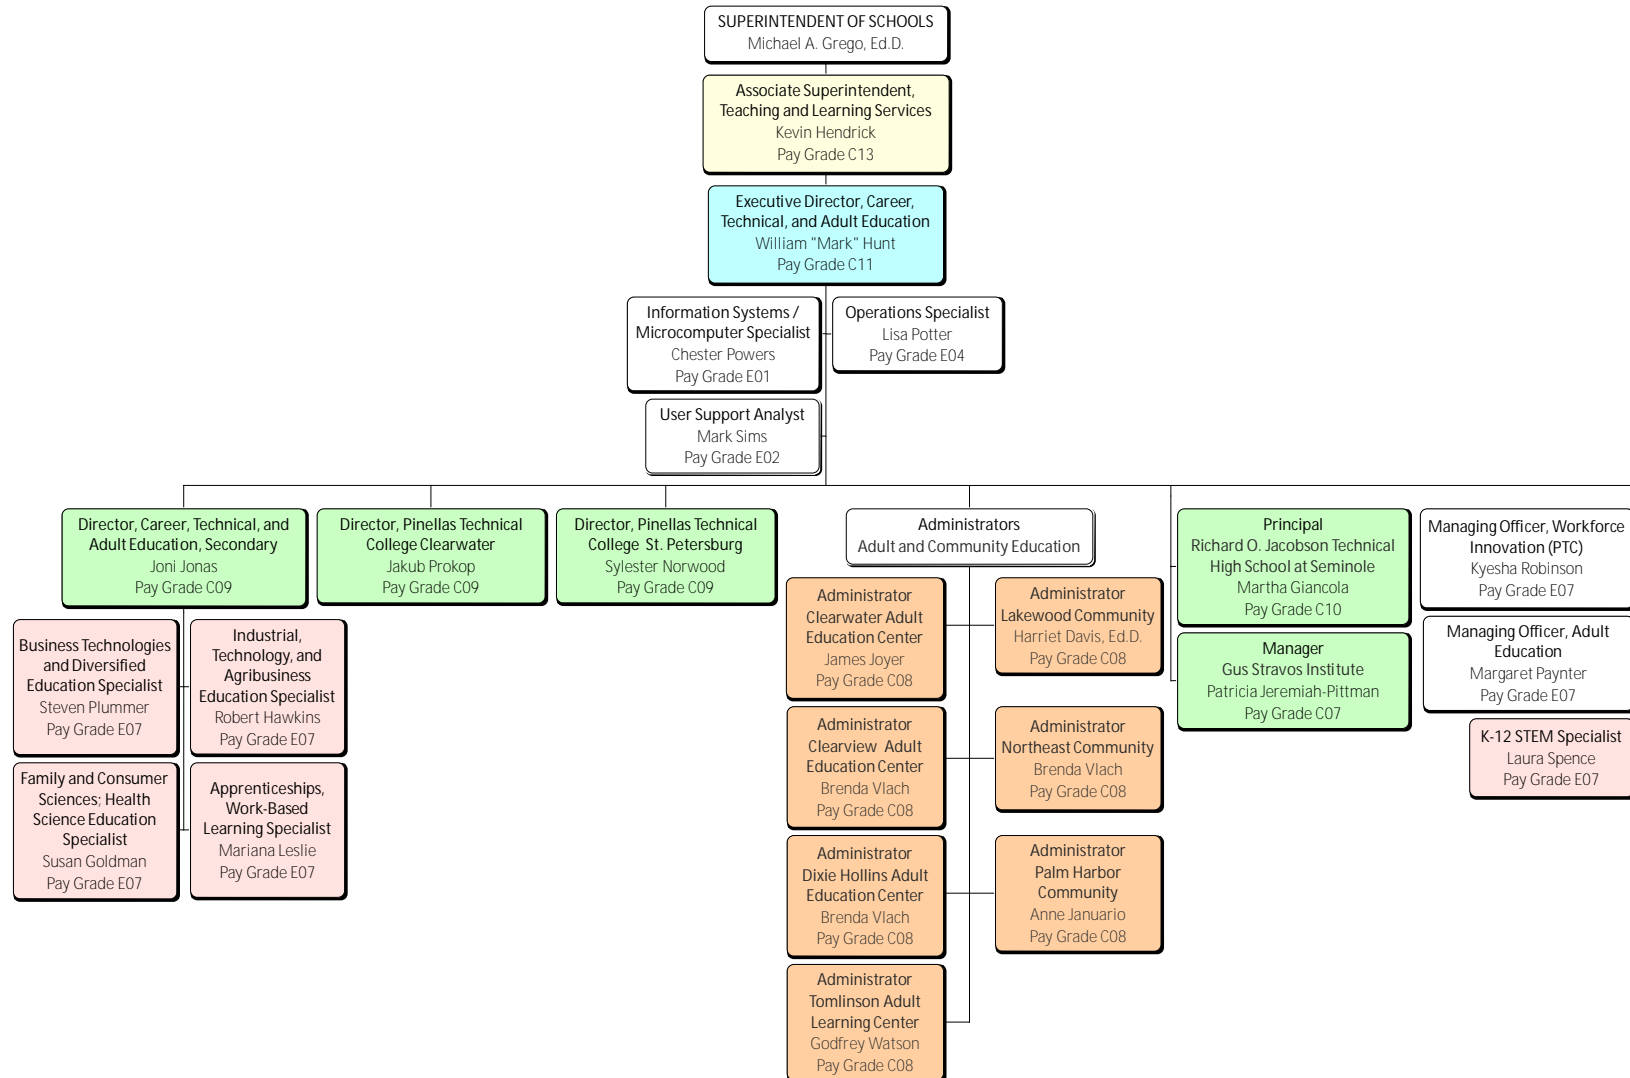 SUPERINTENDENT OF SCHOOLS
Michael A. Grego, Ed.D.
Associate Superintendent,
Teaching and Learning Services
Kevin Hendrick
Pay Grade C13
Executive Director, Career,
Technical, and Adult Education
William "Mark" Hunt
Pay Grade C11
Information Systems /
Microcomputer Specialist
Chester Powers
Pay Grade E01
Operations Specialist
Lisa Potter
Pay Grade E04
User Support Analyst
Mark Sims
Pay Grade E02
Director, Career, Technical, and
Adult Education, Secondary
Joni Jonas
Pay Grade C09
Director, Pinellas Technical
College Clearwater
Jakub Prokop
Pay Grade C09
Director, Pinellas Technical
College St. Petersburg
Sylester Norwood
Pay Grade C09
Administrators
Adult and Community Education
Principal
Richard O. Jacobson Technical
High School at Seminole
Martha Giancola
Pay Grade C10
Managing Officer, Workforce
Innovation (PTC)
Kyesha Robinson
Pay Grade E07
Business Technologies
and Diversified
Education Specialist
Steven Plummer
Pay Grade E07
Industrial,
Technology, and
Agribusiness
Education Specialist
Robert Hawkins
Pay Grade E07
Family and Consumer
Sciences; Health
Science Education
Specialist
Susan Goldman
Pay Grade E07
Apprenticeships,
Work-Based
Learning Specialist
Mariana Leslie
Pay Grade E07
Administrator
Clearwater Adult
Education Center
James Joyer
Pay Grade C08
Administrator
Lakewood Community
Harriet Davis, Ed.D.
Pay Grade C08
Administrator
Clearview Adult
Education Center
Brenda Vlach
Pay Grade C08
Administrator
Northeast Community
Brenda Vlach
Pay Grade C08
Administrator
Dixie Hollins Adult
Education Center
Brenda Vlach
Pay Grade C08
Administrator
Palm Harbor
Community
Anne Januario
Pay Grade C08
Administrator
Tomlinson Adult
Learning Center
Godfrey Watson
Pay Grade C08
Manager
Gus Stravos Institute
Patricia Jeremiah-Pittman
Pay Grade C07
Managing Officer, Adult
Education
Margaret Paynter
Pay Grade E07
K-12 STEM Specialist
Laura Spence
Pay Grade E07